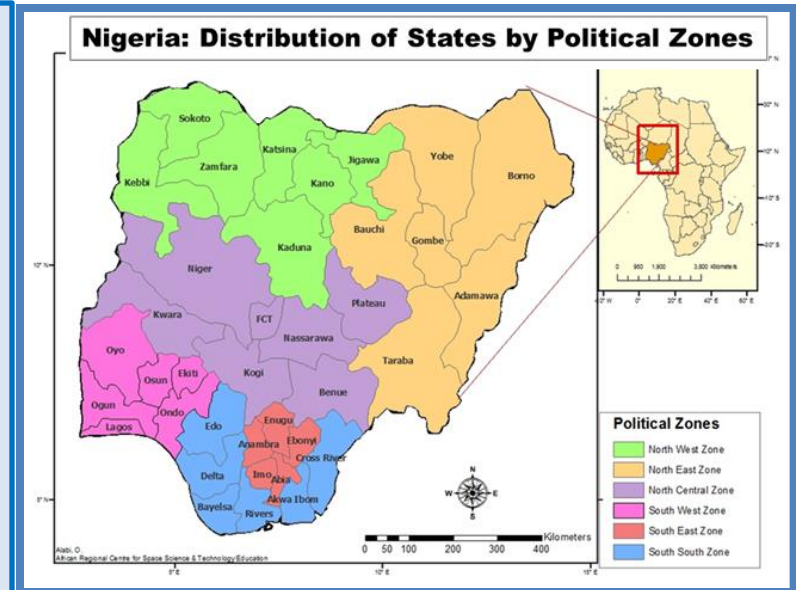 Nigeria: Distribution of States by Political Zones
Sokoto
Katsina
Jigawa
Yobe
Borno
Zamfara
Kebbi
Kano
Bauchi
Gombe
Kaduna
Niger
Adamawa
Plateau
Kwara
FCT
Nassarawa
Taraba
Oyo
Osun
Ekiti
Kogi
Benue
Ogun
Ondo
Lagos
Edo
Enugu
Anambra
Ebonyi
Cross River
Delta
Imo
Abia
Akwa Ibom
Bayelsa
Rivers
N
W
E
S
0 50 100 200 300 400
Kilometers
Political Zones
North West Zone
North East Zone
North Central Zone
South West Zone
South East Zone
South South Zone
Alabi, O.
African Regional Centre for Space Science & Technology Education
10° E